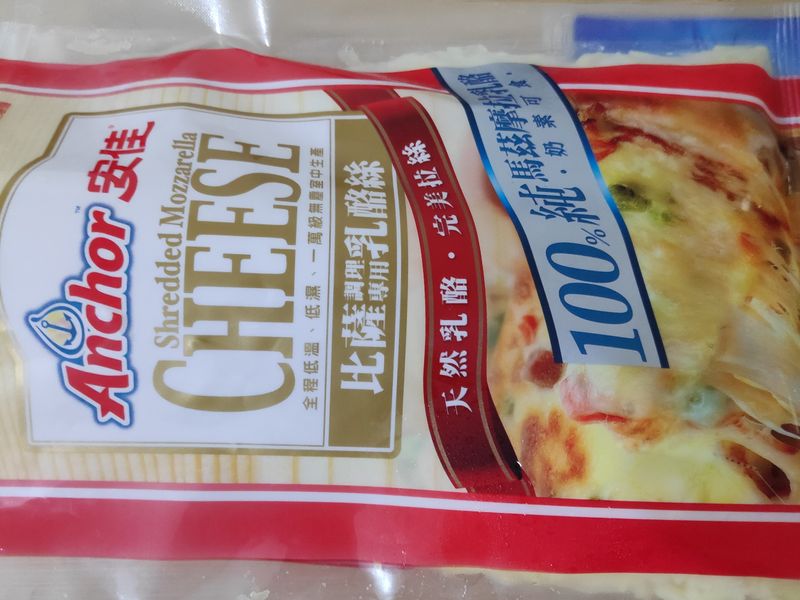 Anchor™ 安佳®
Shredded Mozzarella
CHEESE
全程低溫、低濕、一萬級無塵室中生產
比薩調理專用乳酪絲
天然乳酪·完美拉絲
100%純馬茲摩拉乳酪
·奶素可食·